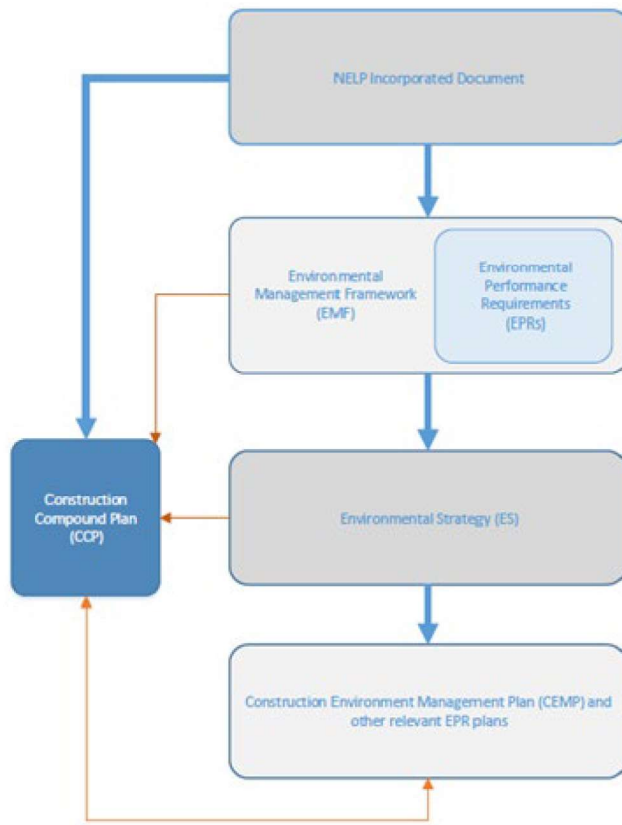 NELP Incorporated Document
Environmental
Management Framework
(EMF)
Environmental
Performance
Requirements
(EPRs)
Construction
Compound Plan
(CCP)
Environmental Strategy (ES)
Construction Environment Management Plan (CEMP) and
other relevant EPR plans